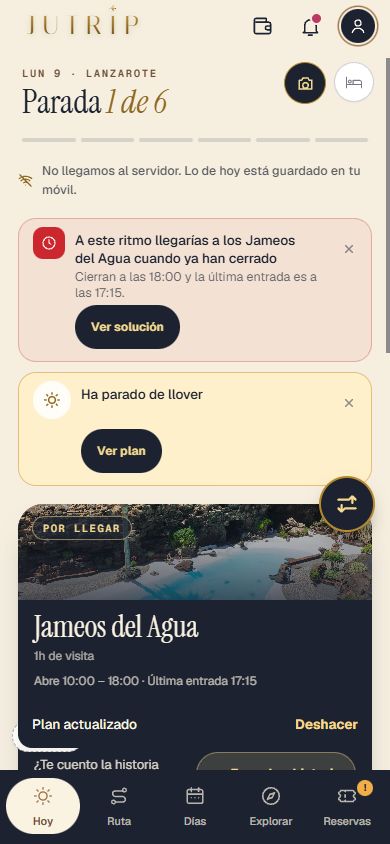 JUTRIP
LUN 9 · LANZAROTE
Parada 1 de 6
No llegamos al servidor. Lo de hoy está guardado en tu
móvil.
A este ritmo llegarías a los Jameos
del Agua cuando ya han cerrado
Cierran a las 18:00 y la última entrada es a
las 17:15.
Ver solución
Ha parado de llover
Ver plan
POR LLEGAR
Jameos del Agua
1h de visita
Abre 10:00 – 18:00 · Última entrada 17:15
Plan actualizado
Deshacer
¿Te cuento la historia
Hoy
Ruta
Días
Explorar
Reservas
!